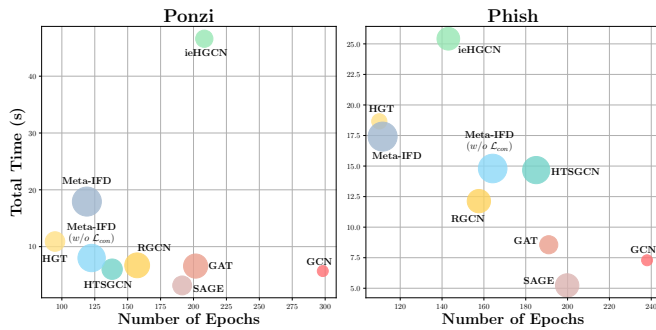 Ponzi
Total Time (s)
40
20
10
ieHGCN
Meta-IFD
Meta-IFD
(w/o 𝓛con)
HGT
HTSGCN
RGCN
GAT
SAGE
GCN
100
125
150
175
200
225
250
275
300
Number of Epochs
Phish
25.0
22.5
20.0
17.5
15.0
12.5
10.0
7.5
5.0
ieHGCN
HGT
Meta-IFD
Meta-IFD
(w/o 𝓛con)
HTSGCN
RGCN
GAT
GCN
SAGE
120
140
160
180
200
220
240
Number of Epochs